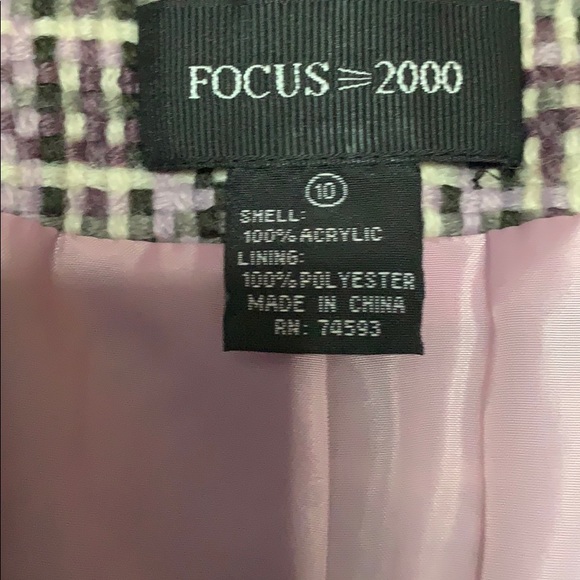 FOCUS 2000
10
SHELL:
100% ACRYLIC
LINING:
100% POLYESTER
MADE IN CHINA
RN: 74593